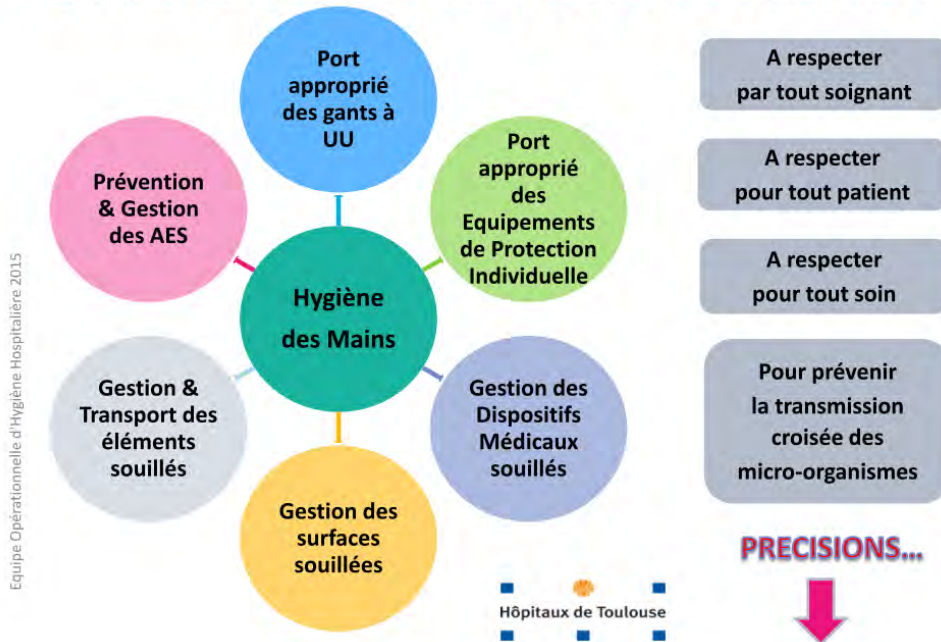 Port
approprié
des gants à
UU
Port
approprié
des
Equipements
de Protection
Individuelle
Prévention
& Gestion
des AES
Hygiène
des Mains
Gestion &
Transport des
éléments
souillés
Gestion des
Dispositifs
Médicaux
souillés
Gestion des
surfaces
souillées
A respecter
par tout soignant
A respecter
pour tout patient
A respecter
pour tout soin
Pour prévenir
la transmission
croisée des
micro-organismes
PRECISIONS...
Hôpitaux de Toulouse
Equipe Opérationnelle d'Hygiène Hospitalière 2015